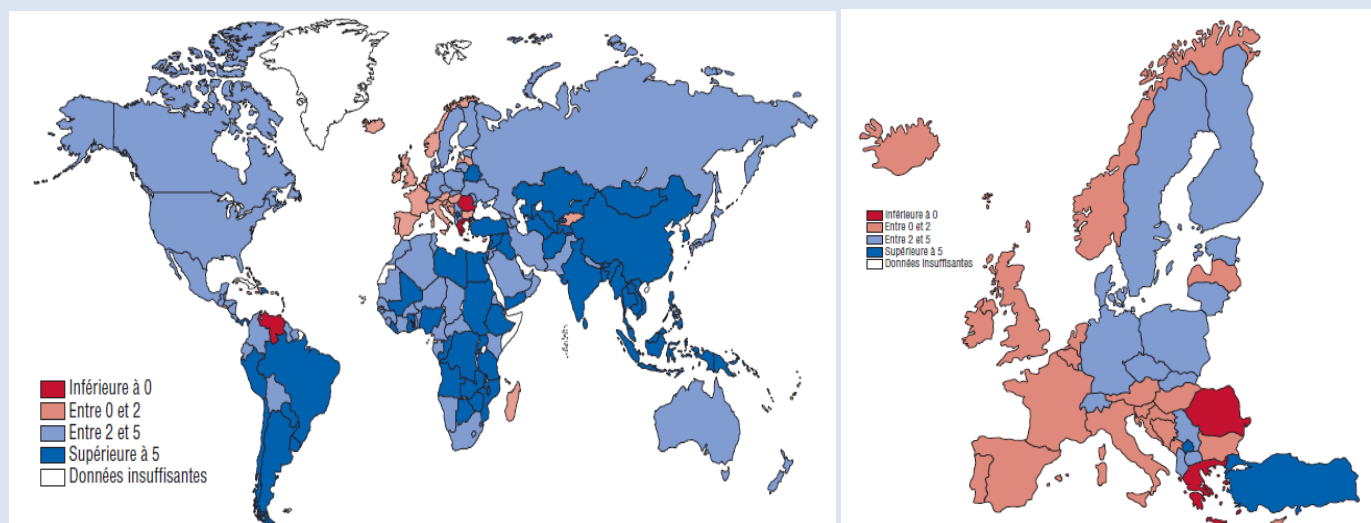 Inférieure à 0
Entre 0 et 2
Entre 2 et 5
Supérieure à 5
Données insuffisantes
Inférieure à 0
Entre 0 et 2
Entre 2 et 5
Supérieure à 5
Données insuffisantes